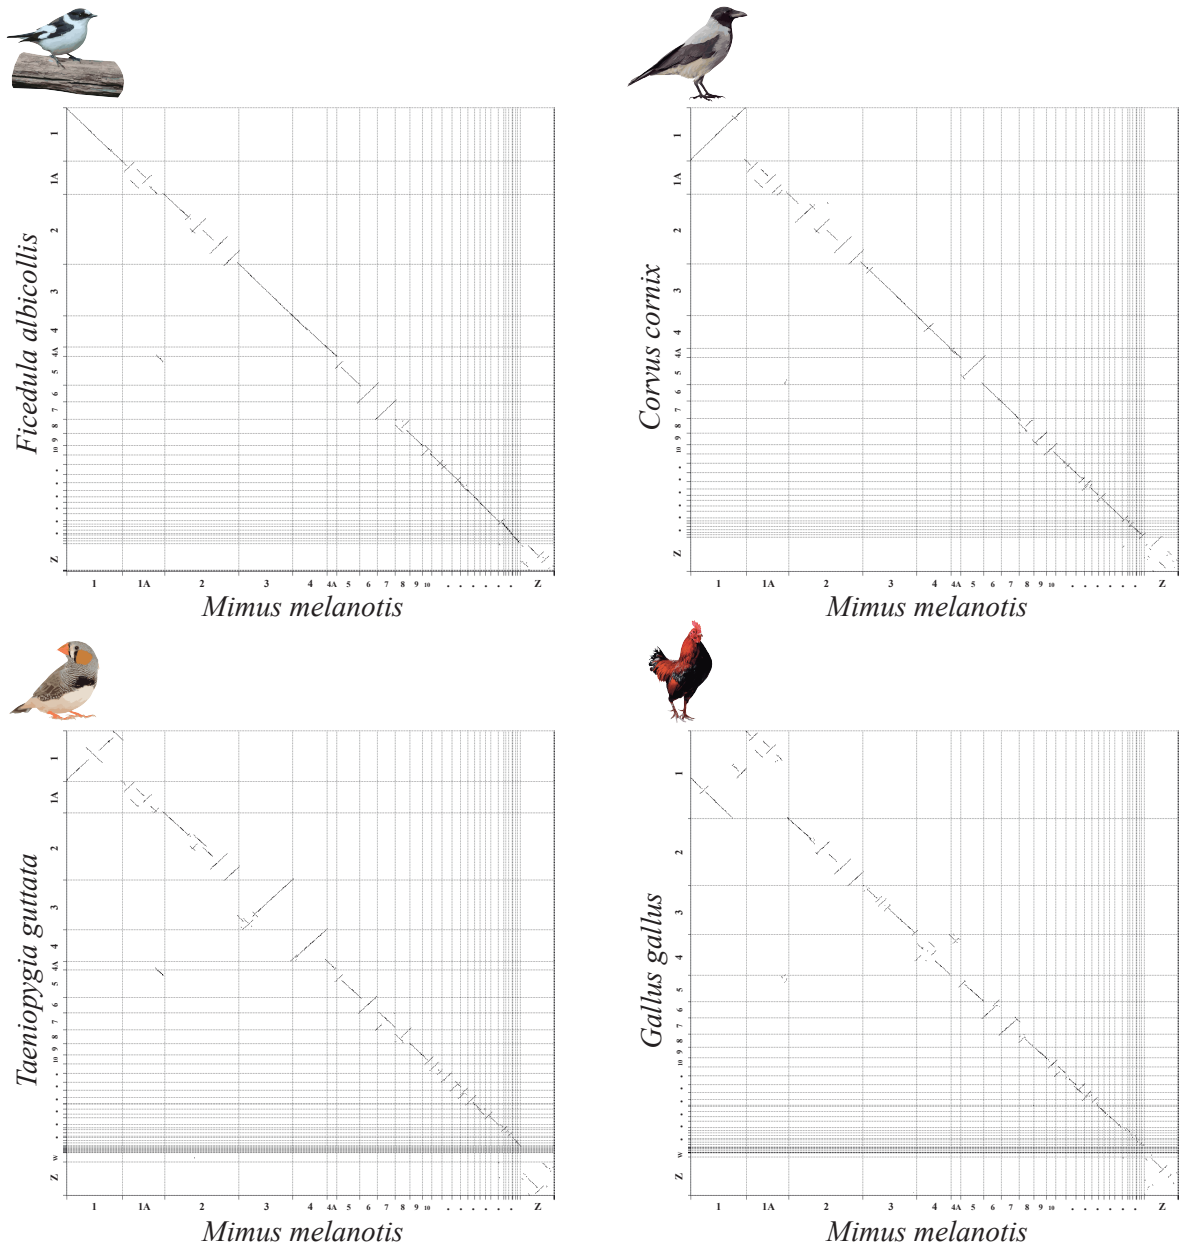 Ficedula albicollis
1
1A
2
3
4
4A
5
6
7
8
9
10
Z
1 1A 2 3 4 4A 5 6 7 8 9 10 Z
Mimus melanotis
Corvus cornix
1
1A
2
3
4
4A
5
6
7
8
9
10
Z
1 1A 2 3 4 4A 5 6 7 8 9 10 Z
Mimus melanotis
Taeniopygia guttata
1
1A
2
3
4
4A
5
6
7
8
9
10
W
Z
1 1A 2 3 4 4A 5 6 7 8 9 10 Z
Mimus melanotis
Gallus gallus
1
2
3
4
5
6
7
8
9
10
W
Z
1 1A 2 3 4 4A 5 6 7 8 9 10 Z
Mimus melanotis